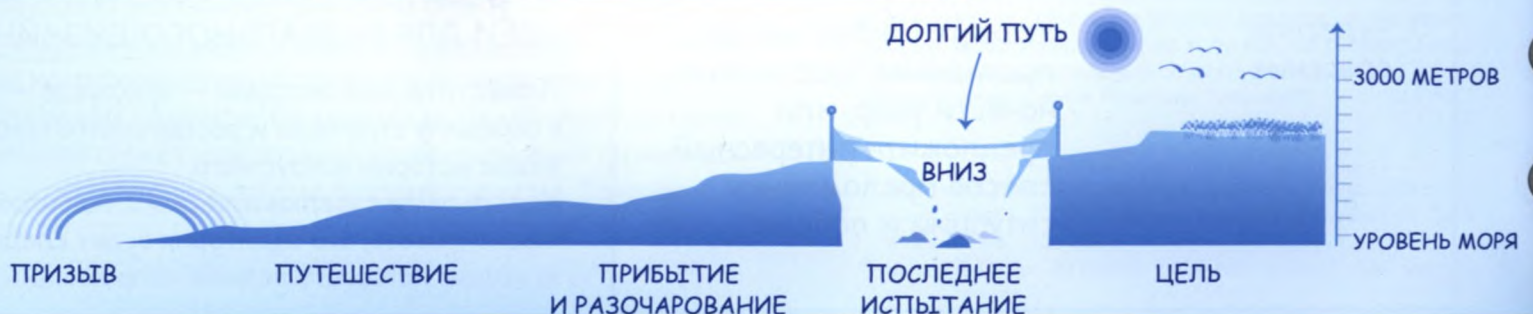 ДОЛГИЙ ПУТЬ
3000 МЕТРОВ
ВНИЗ
УРОВЕНЬ МОРЯ
ПРИЗЫВ
ПУТЕШЕСТВИЕ
ПРИБЫТИЕ
И РАЗОЧАРОВАНИЕ
ПОСЛЕДНЕЕ
ИСПЫТАНИЕ
ЦЕЛЬ